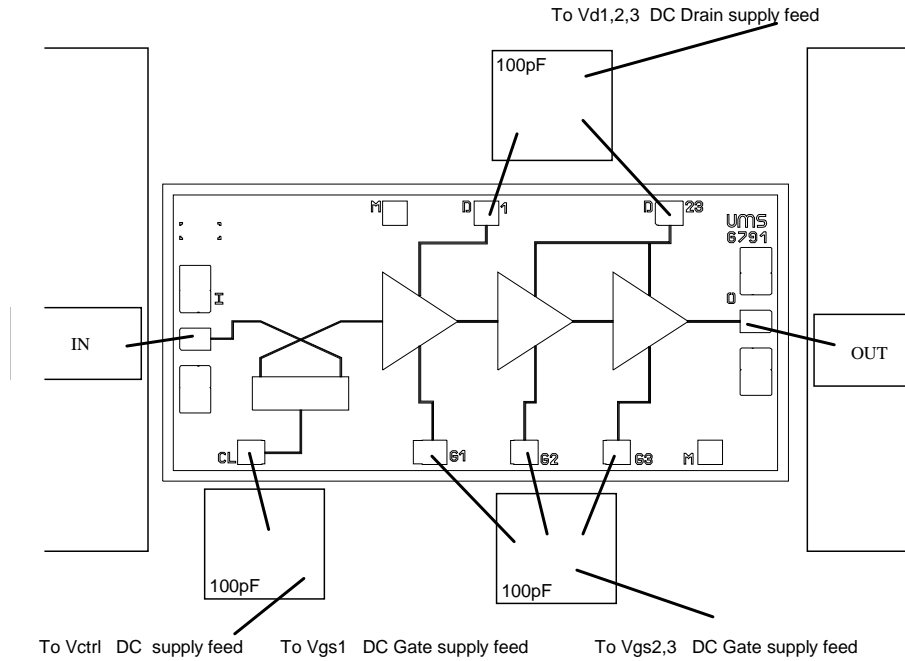 To Vd1,2,3 DC Drain supply feed
100pF
M
D 1
D 23
UMS
6791
I
O
IN
OUT
CL
G1
G2
G3
M
100pF
100pF
To Vctrl DC supply feed
To Vgs1 DC Gate supply feed
To Vgs2,3 DC Gate supply feed